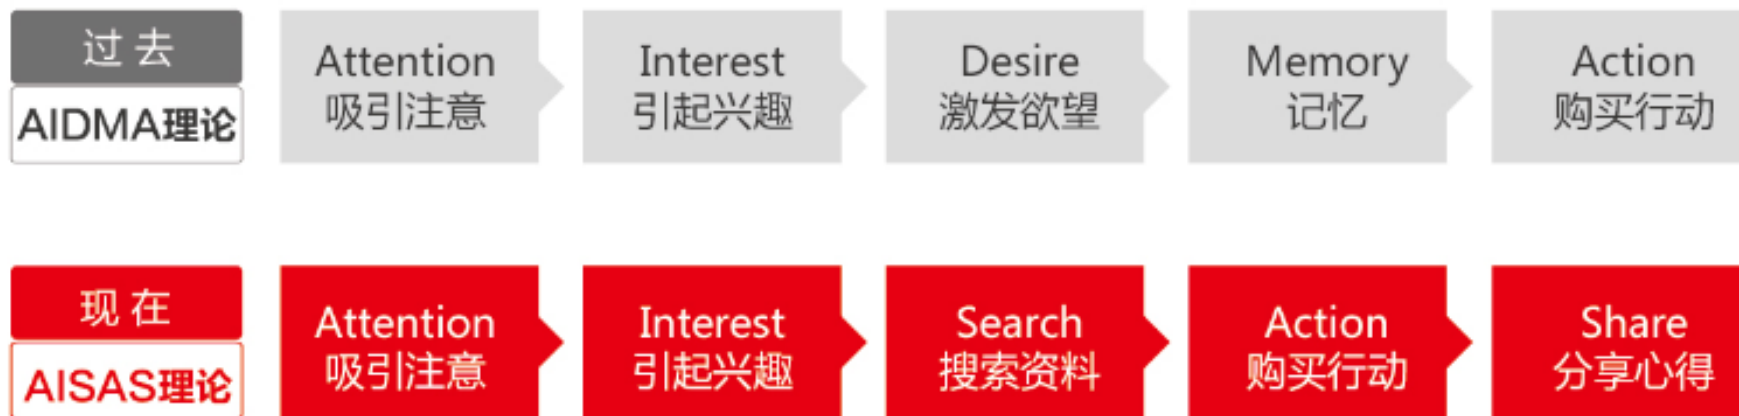 过去
AIDMA理论
Attention
吸引注意
Interest
引起兴趣
Desire
激发欲望
Memory
记忆
Action
购买行动
现在
AISAS理论
Attention
吸引注意
Interest
引起兴趣
Search
搜索资料
Action
购买行动
Share
分享心得